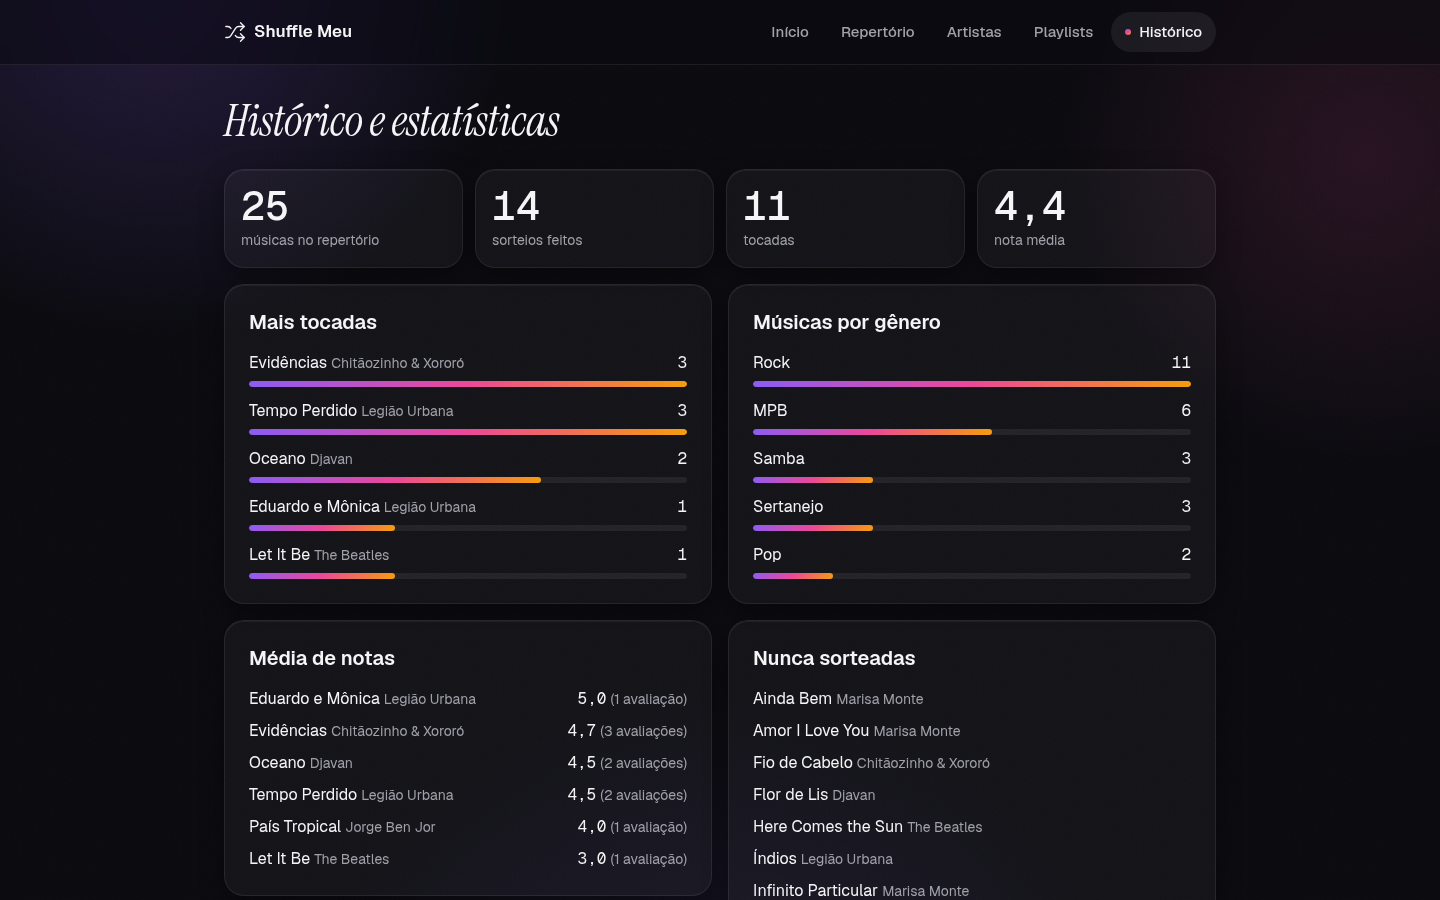 Shuffle Meu
Início
Repertório
Artistas
Playlists
Histórico
Histórico e estatísticas
25
músicas no repertório
14
sorteios feitos
11
tocadas
4,4
nota média
Mais tocadas
Evidências Chitãozinho & Xororó 3
Tempo Perdido Legião Urbana 3
Oceano Djavan 2
Eduardo e Mônica Legião Urbana 1
Let It Be The Beatles 1
Músicas por gênero
Rock 11
MPB 6
Samba 3
Sertanejo 3
Pop 2
Média de notas
Eduardo e Mônica Legião Urbana 5,0 (1 avaliação)
Evidências Chitãozinho & Xororó 4,7 (3 avaliações)
Oceano Djavan 4,5 (2 avaliações)
Tempo Perdido Legião Urbana 4,5 (2 avaliações)
País Tropical Jorge Ben Jor 4,0 (1 avaliação)
Let It Be The Beatles 3,0 (1 avaliação)
Nunca sorteadas
Ainda Bem Marisa Monte
Amor I Love You Marisa Monte
Fio de Cabelo Chitãozinho & Xororó
Flor de Lis Djavan
Here Comes the Sun The Beatles
Índios Legião Urbana
Infinito Particular Marisa Monte